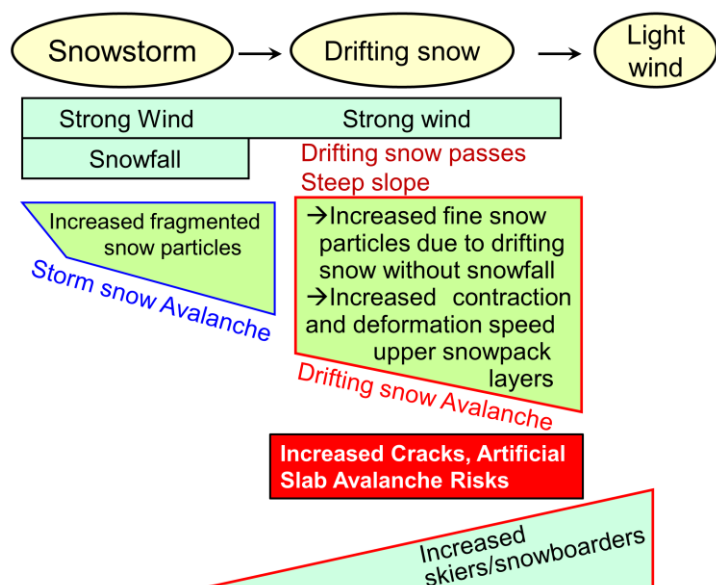 Snowstorm
Drifting snow
Light
wind
Strong Wind
Strong wind
Snowfall
Drifting snow passes
Steep slope
Increased fragmented
snow particles
Storm snow Avalanche
→Increased fine snow
particles due to drifting
snow without snowfall
→Increased contraction
and deformation speed
upper snowpack
layers
Drifting snow Avalanche
Increased Cracks, Artificial
Slab Avalanche Risks
Increased
skiers/snowboarders